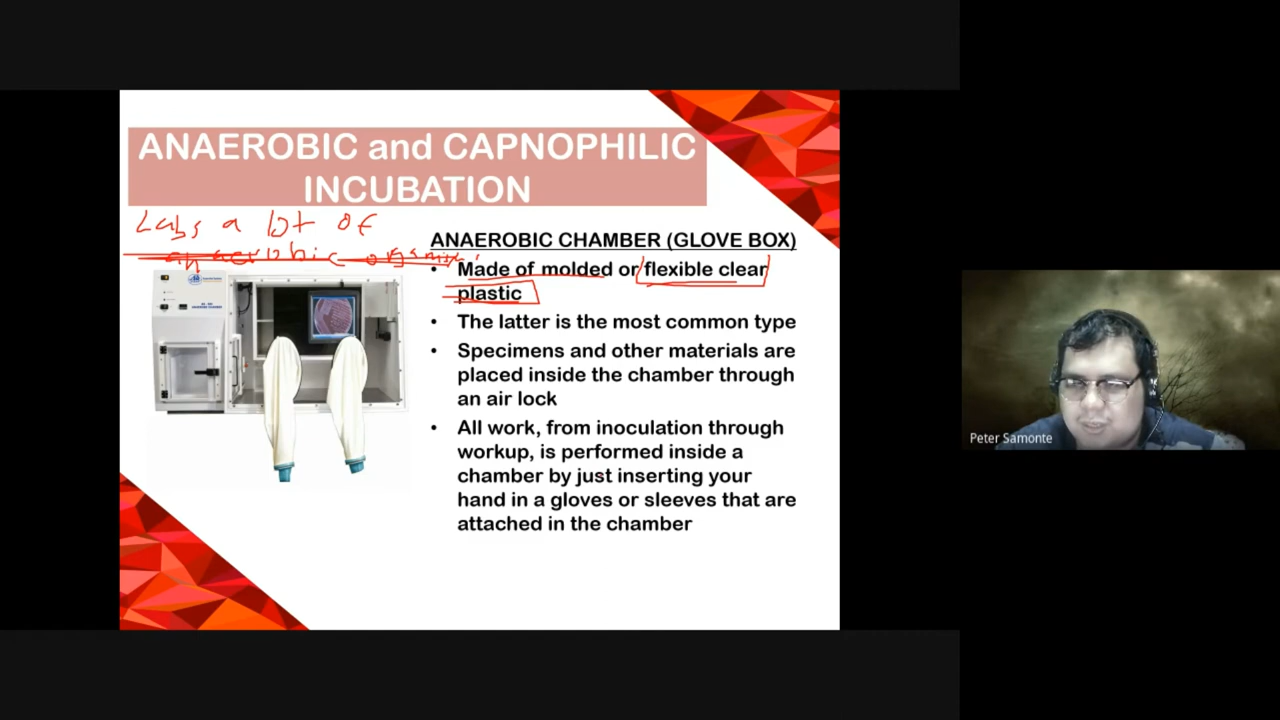 ANAEROBIC and CAPNOPHILIC
INCUBATION
Labs a lot of
anaerobic
ANAEROBIC CHAMBER (GLOVE BOX)
• Made of molded or flexible clear
plastic
• The latter is the most common type
• Specimens and other materials are
placed inside the chamber through
an air lock
• All work, from inoculation through
workup, is performed inside a
chamber by just inserting your
hand in a gloves or sleeves that are
attached in the chamber
Peter Samonte